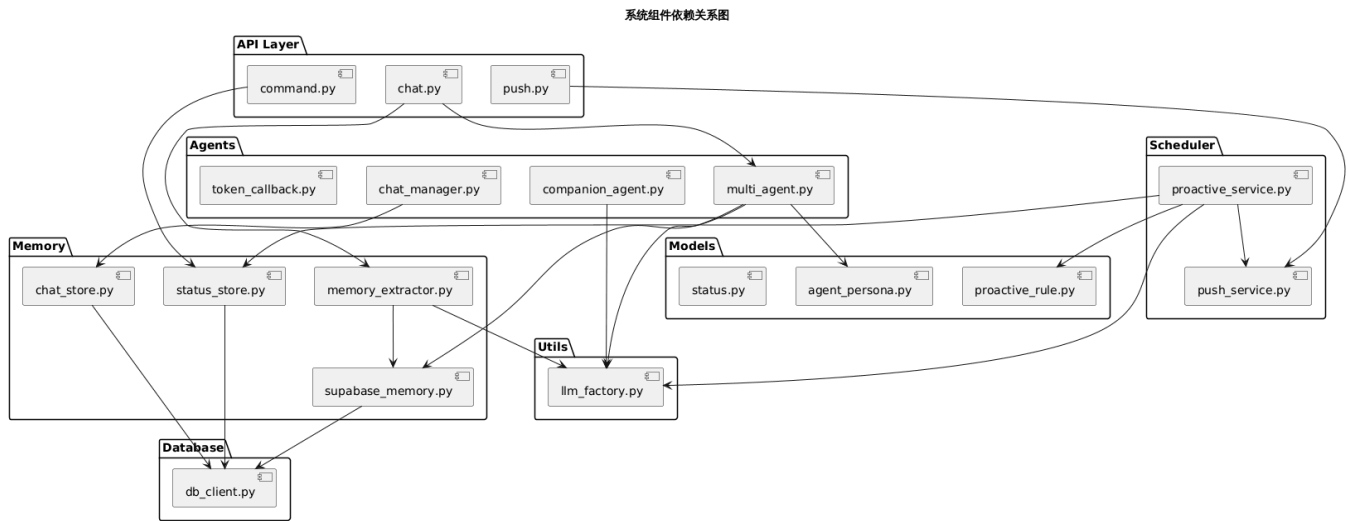 系统组件依赖关系图
API Layer
command.py
chat.py
push.py
Agents
token_callback.py
chat_manager.py
companion_agent.py
multi_agent.py
Scheduler
proactive_service.py
push_service.py
Memory
chat_store.py
status_store.py
memory_extractor.py
supabase_memory.py
Models
status.py
agent_persona.py
proactive_rule.py
Utils
llm_factory.py
Database
db_client.py